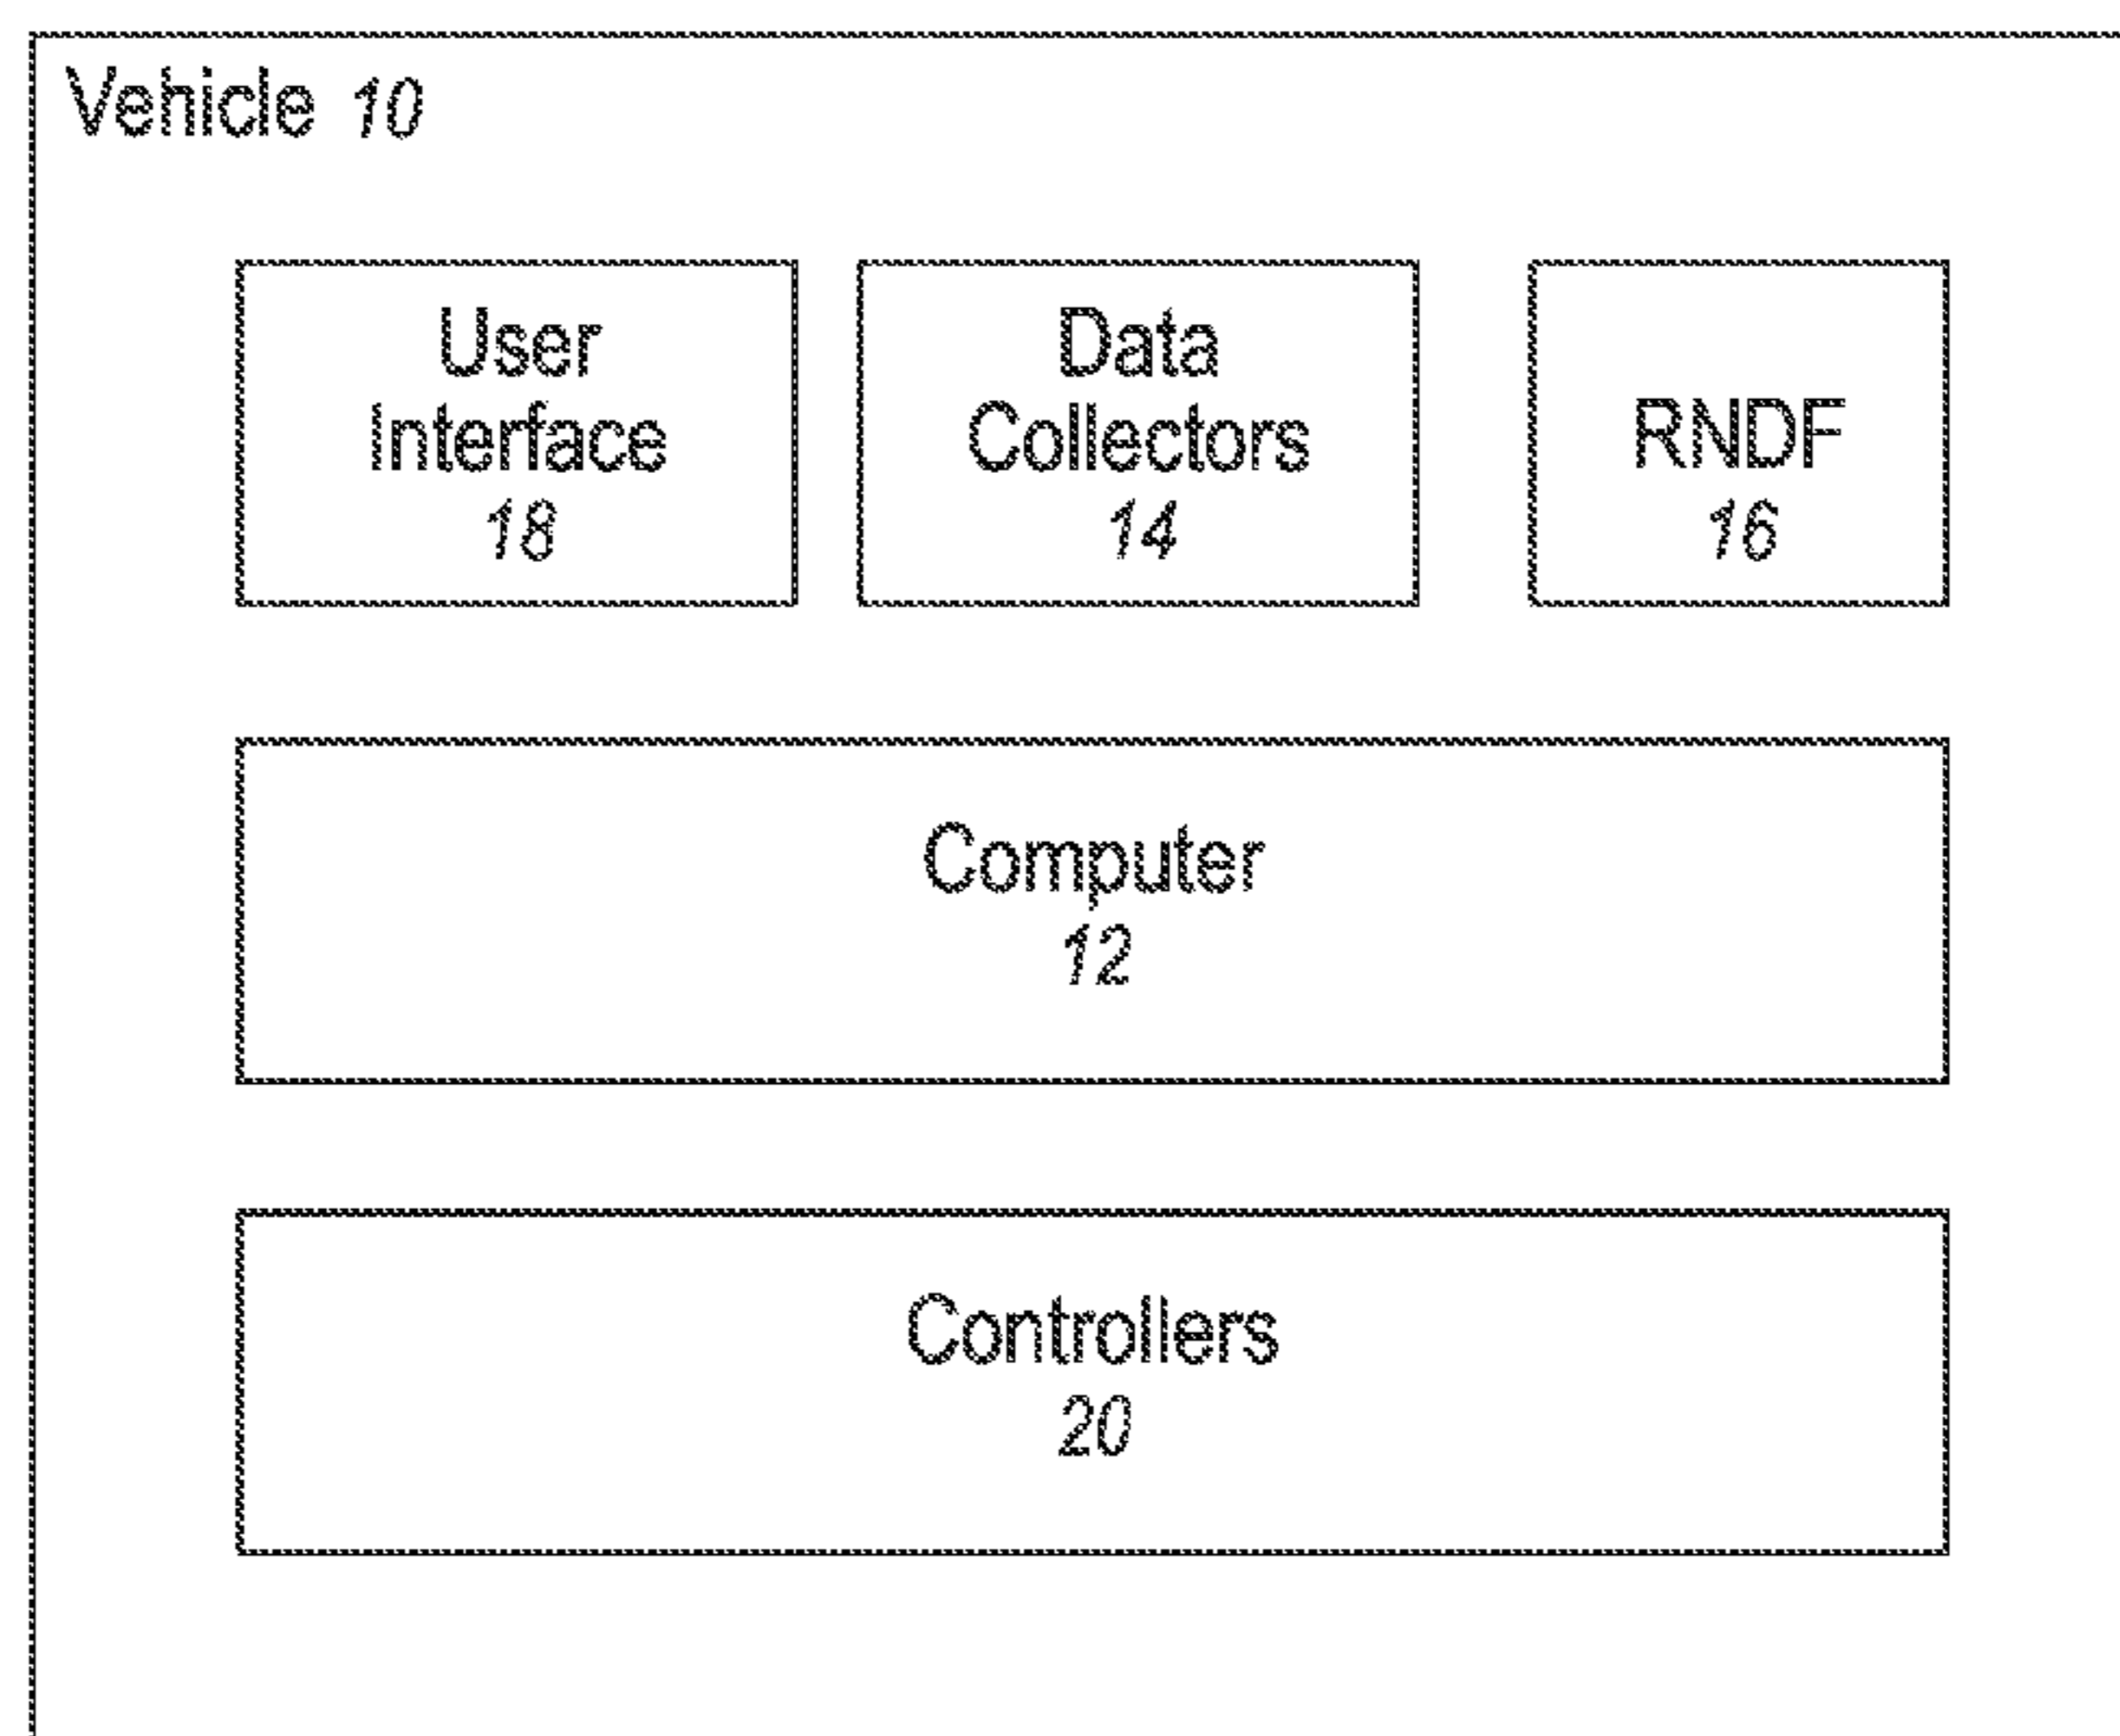 Vehicle 10
User
Interface
18
Data
Collectors
14
RNDF
16
Computer
12
Controllers
20